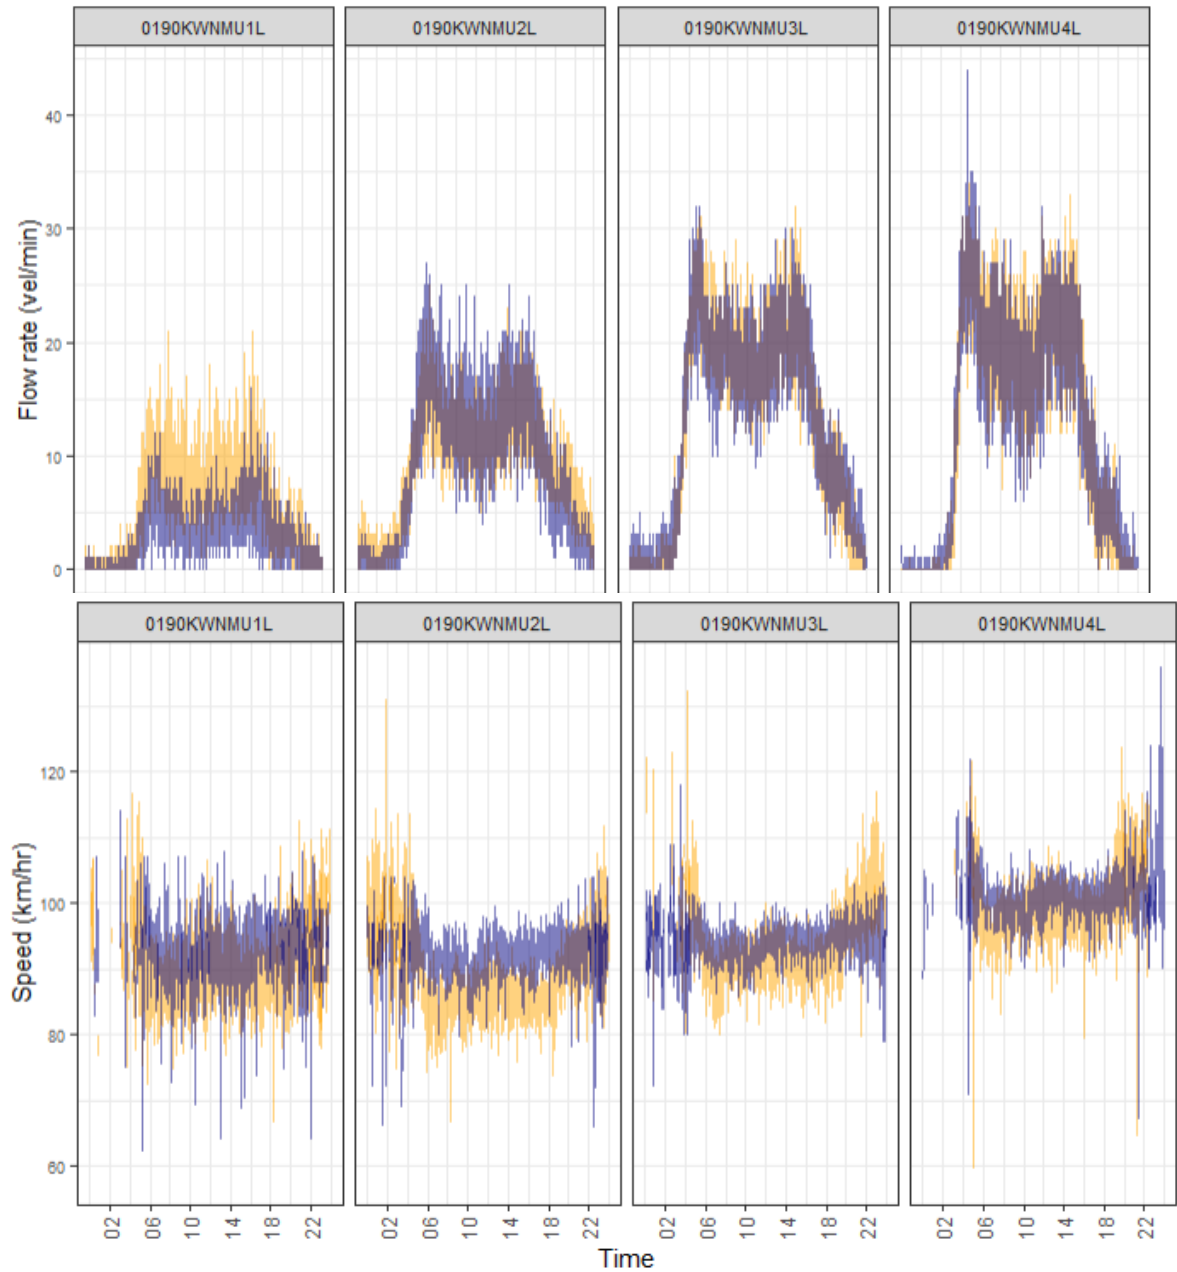 0190KWNMU1L 0190KWNMU2L 0190KWNMU3L 0190KWNMU4L
Flow rate (vel/min)
40
30
20
10
0
0190KWNMU1L 0190KWNMU2L 0190KWNMU3L 0190KWNMU4L
Speed (km/hr)
120
100
80
60
02 06 10 14 18 22 02 06 10 14 18 22 02 06 10 14 18 22 02 06 10 14 18 22
Time